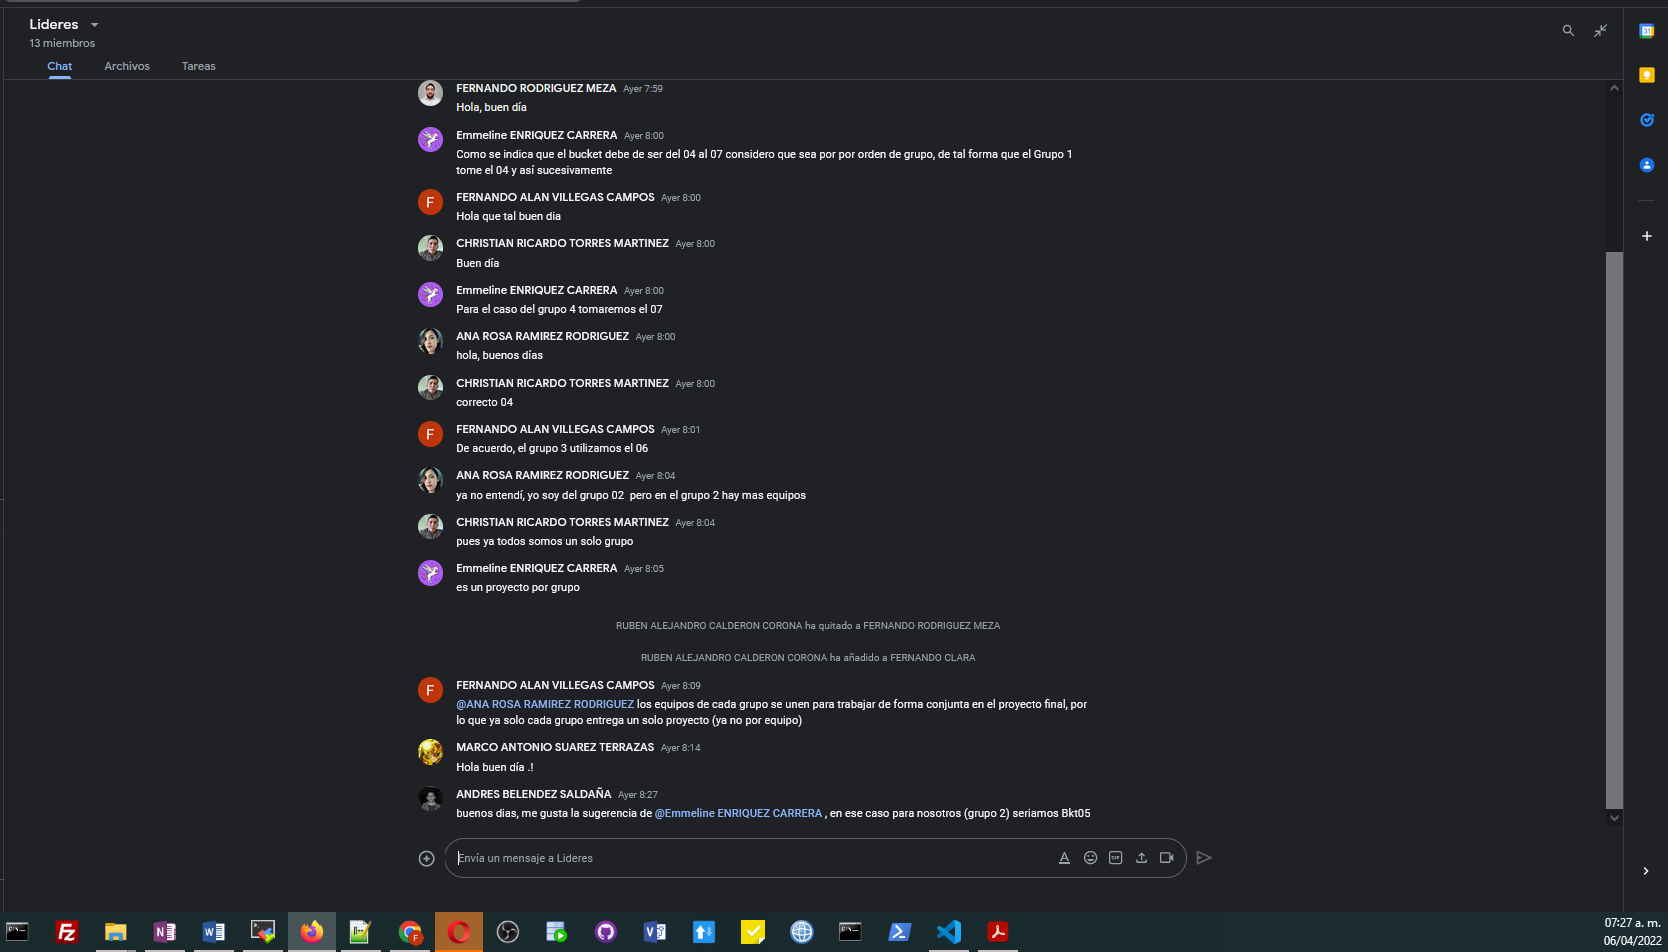 Lideres
13 miembros
Chat Archivos Tareas
FERNANDO RODRIGUEZ MEZA Ayer 7:59
Hola, buen día
Emmeline ENRIQUEZ CARRERA Ayer 8:00
Como se indica que el bucket debe de ser del 04 al 07 considero que sea por por orden de grupo, de tal forma que el Grupo 1
tome el 04 y así sucesivamente
FERNANDO ALAN VILLEGAS CAMPOS Ayer 8:00
Hola que tal buen dia
CHRISTIAN RICARDO TORRES MARTINEZ Ayer 8:00
Buen día
Emmeline ENRIQUEZ CARRERA Ayer 8:00
Para el caso del grupo 4 tomaremos el 07
ANA ROSA RAMIREZ RODRIGUEZ Ayer 8:00
hola, buenos días
CHRISTIAN RICARDO TORRES MARTINEZ Ayer 8:00
correcto 04
F
FERNANDO ALAN VILLEGAS CAMPOS Ayer 8:01
De acuerdo, el grupo 3 utilizamos el 06
ANA ROSA RAMIREZ RODRIGUEZ Ayer 8:04
ya no entendí, yo soy del grupo 02 pero en el grupo 2 hay mas equipos
CHRISTIAN RICARDO TORRES MARTINEZ Ayer 8:04
pues ya todos somos un solo grupo
Emmeline ENRIQUEZ CARRERA Ayer 8:05
es un proyecto por grupo
RUBEN ALEJANDRO CALDERON CORONA ha quitado a FERNANDO RODRIGUEZ MEZA
RUBEN ALEJANDRO CALDERON CORONA ha añadido a FERNANDO CLARA
F
FERNANDO ALAN VILLEGAS CAMPOS Ayer 8:09
@ANA ROSA RAMIREZ RODRIGUEZ los equipos de cada grupo se unen para trabajar de forma conjunta en el proyecto final, por
lo que ya solo cada grupo entrega un solo proyecto (ya no por equipo)
MARCO ANTONIO SUAREZ TERRAZAS Ayer 8:14
Hola buen día .!
ANDRES BELENDEZ SALDAÑA Ayer 8:27
buenos dias, me gusta la sugerencia de @Emmeline ENRIQUEZ CARRERA , en ese caso para nosotros (grupo 2) seriamos Bkt05
Envía un mensaje a Lideres
GIF
07:27 a. m.
06/04/2022